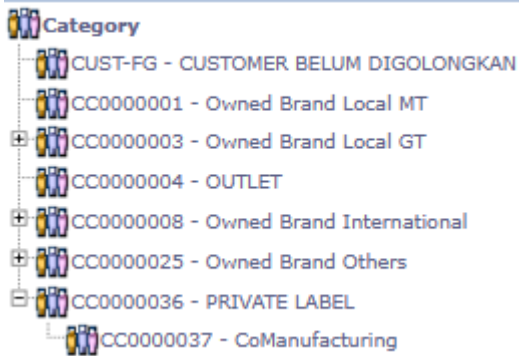 Category
CUST-FG - CUSTOMER BELUM DIGOLONGKAN
CC0000001 - Owned Brand Local MT
CC0000003 - Owned Brand Local GT
CC0000004 - OUTLET
CC0000008 - Owned Brand International
CC0000025 - Owned Brand Others
CC0000036 - PRIVATE LABEL
CC0000037 - CoManufacturing